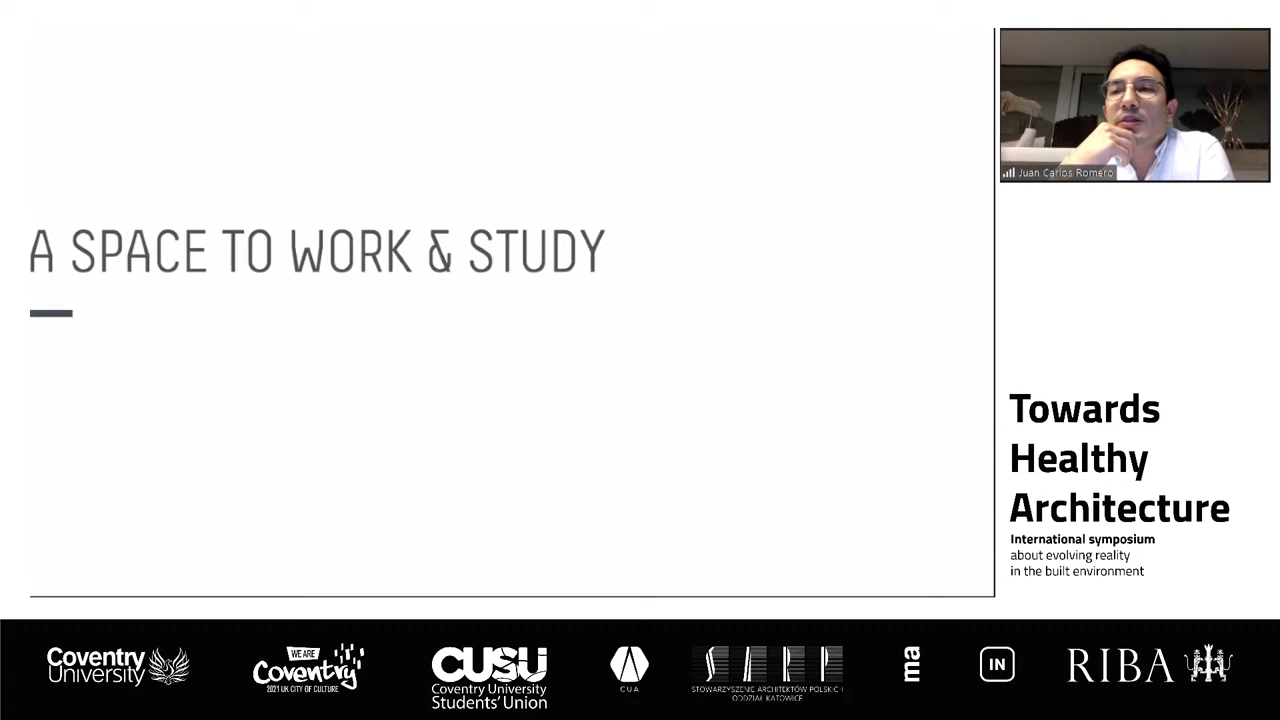 A SPACE TO WORK & STUDY
Juan Carlos Romero
Towards
Healthy
Architecture
International symposium
about evolving reality
in the built environment
Coventry
University
WE ARE
Coventry
2021 UK CITY OF CULTURE
CUSU
Coventry University
Students' Union
CUA
SARP
STOWARZYSZENIE ARCHITEKTÓW POLSKICH
ODDZIAŁ KATOWICE
ma
IN
RIBA